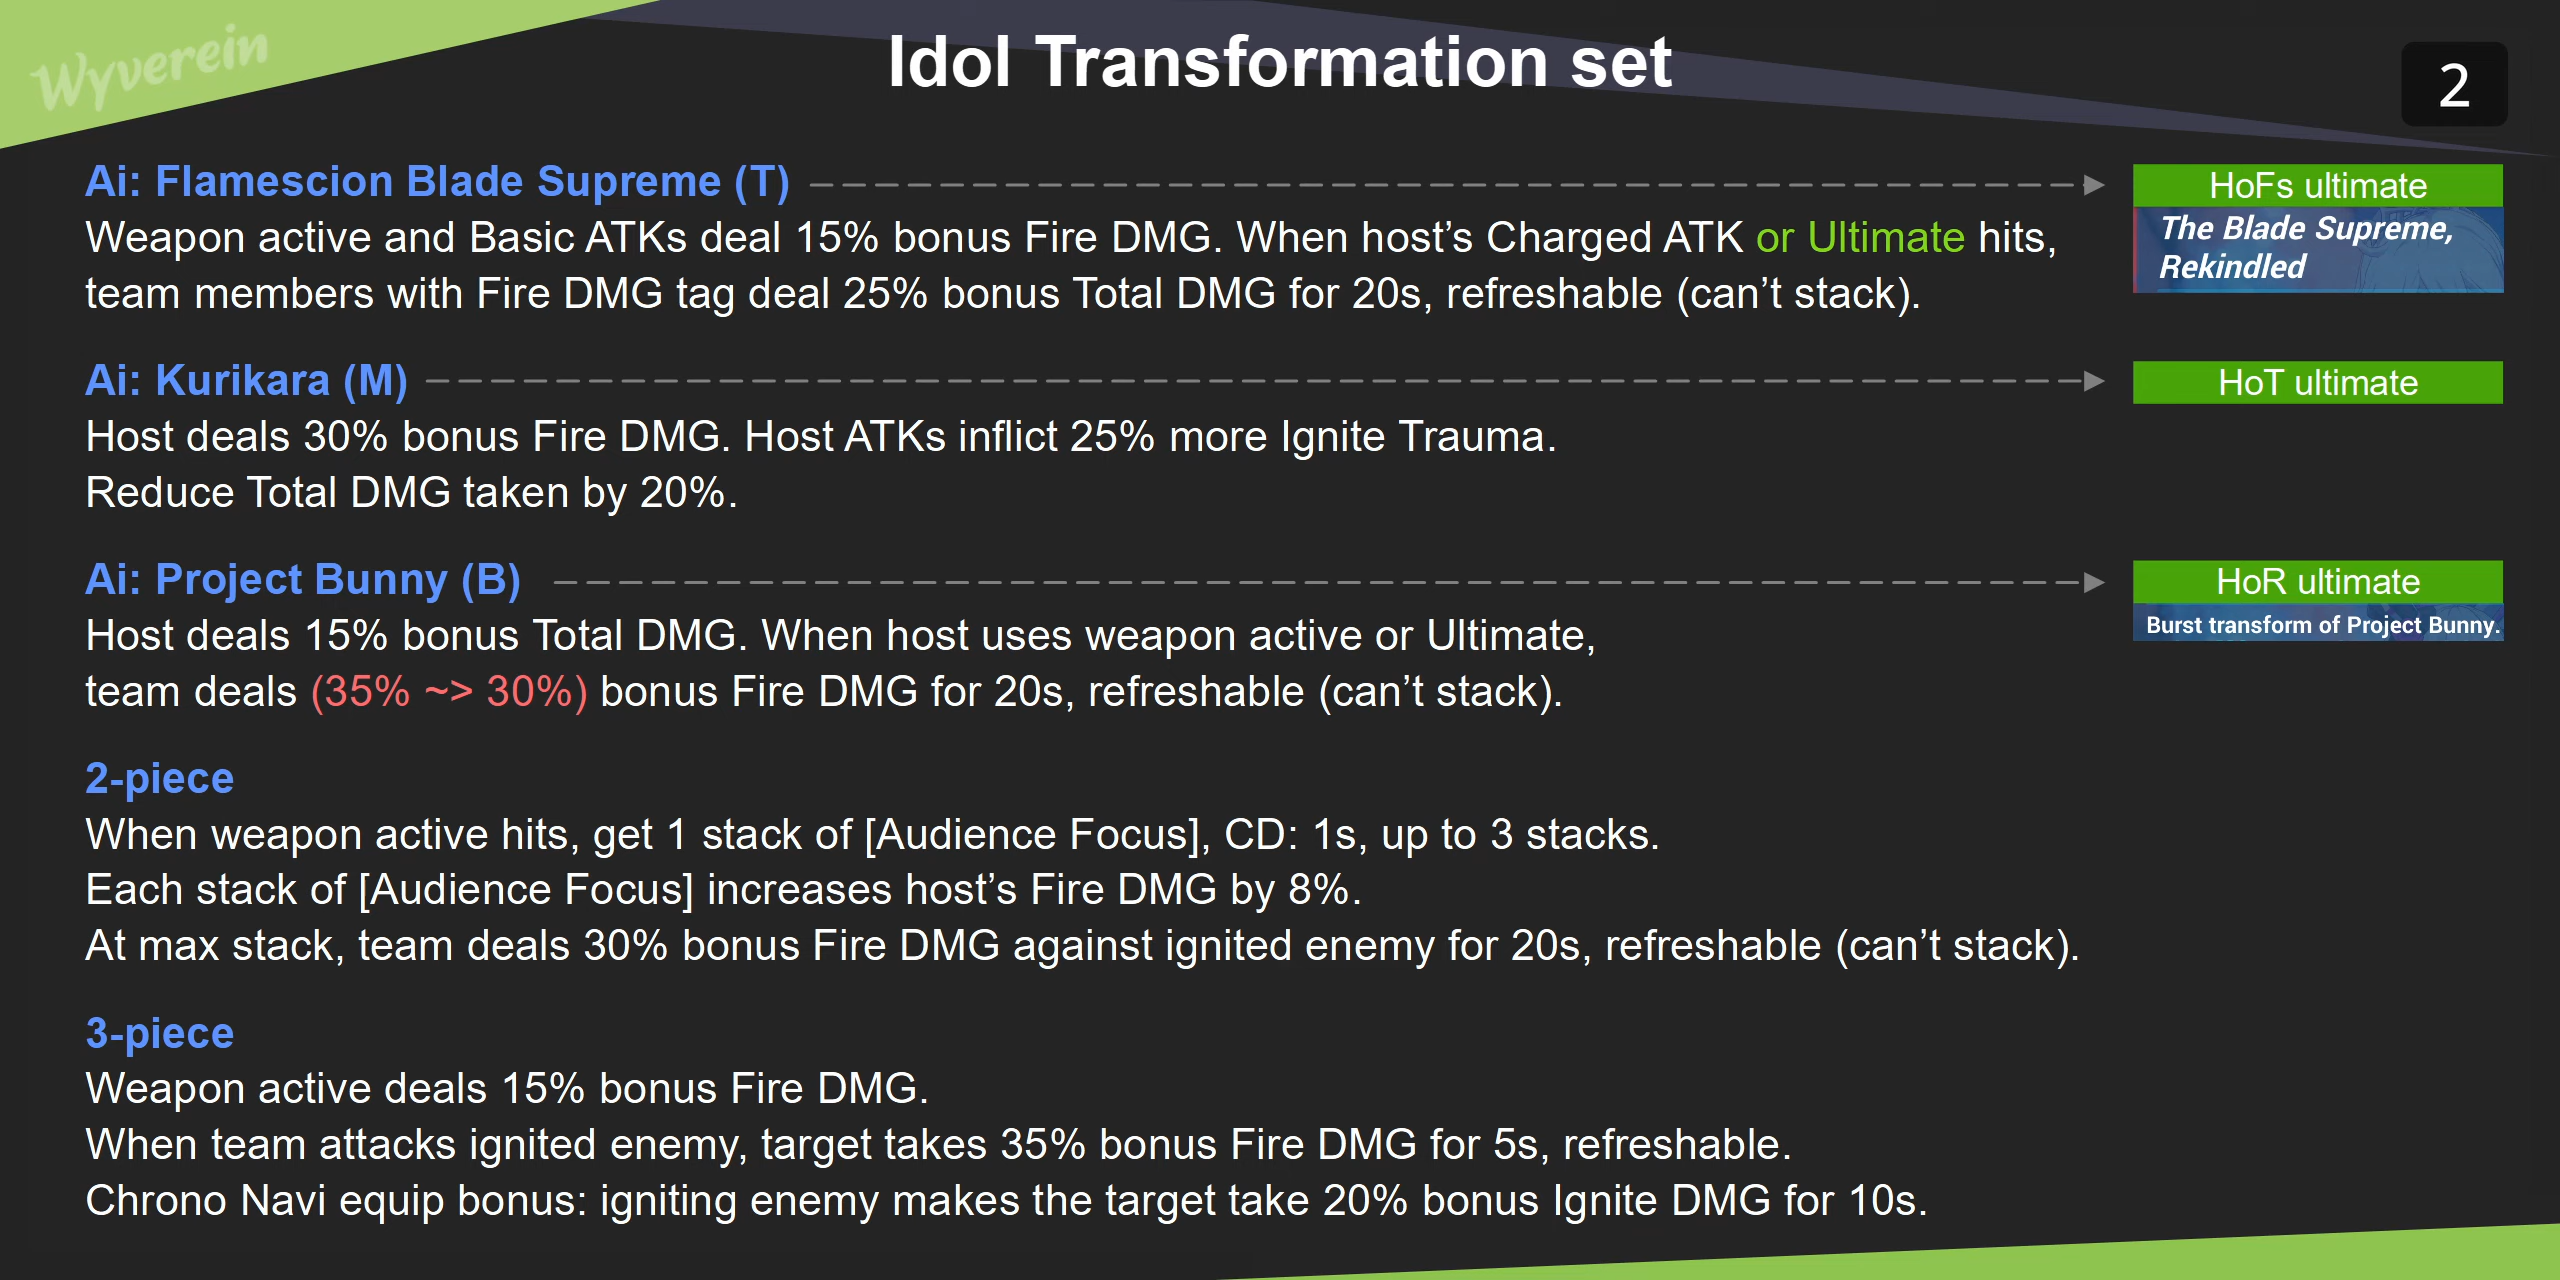 Wyverein
Idol Transformation set
2
Ai: Flamescion Blade Supreme (T)
HoFs ultimate
The Blade Supreme,
Rekindled
Weapon active and Basic ATKs deal 15% bonus Fire DMG. When host’s Charged ATK or Ultimate hits,
team members with Fire DMG tag deal 25% bonus Total DMG for 20s, refreshable (can’t stack).
Ai: Kurikara (M)
HoT ultimate
Host deals 30% bonus Fire DMG. Host ATKs inflict 25% more Ignite Trauma.
Reduce Total DMG taken by 20%.
Ai: Project Bunny (B)
HoR ultimate
Burst transform of Project Bunny.
Host deals 15% bonus Total DMG. When host uses weapon active or Ultimate,
team deals (35% ~> 30%) bonus Fire DMG for 20s, refreshable (can’t stack).
2-piece
When weapon active hits, get 1 stack of [Audience Focus], CD: 1s, up to 3 stacks.
Each stack of [Audience Focus] increases host’s Fire DMG by 8%.
At max stack, team deals 30% bonus Fire DMG against ignited enemy for 20s, refreshable (can’t stack).
3-piece
Weapon active deals 15% bonus Fire DMG.
When team attacks ignited enemy, target takes 35% bonus Fire DMG for 5s, refreshable.
Chrono Navi equip bonus: igniting enemy makes the target take 20% bonus Ignite DMG for 10s.